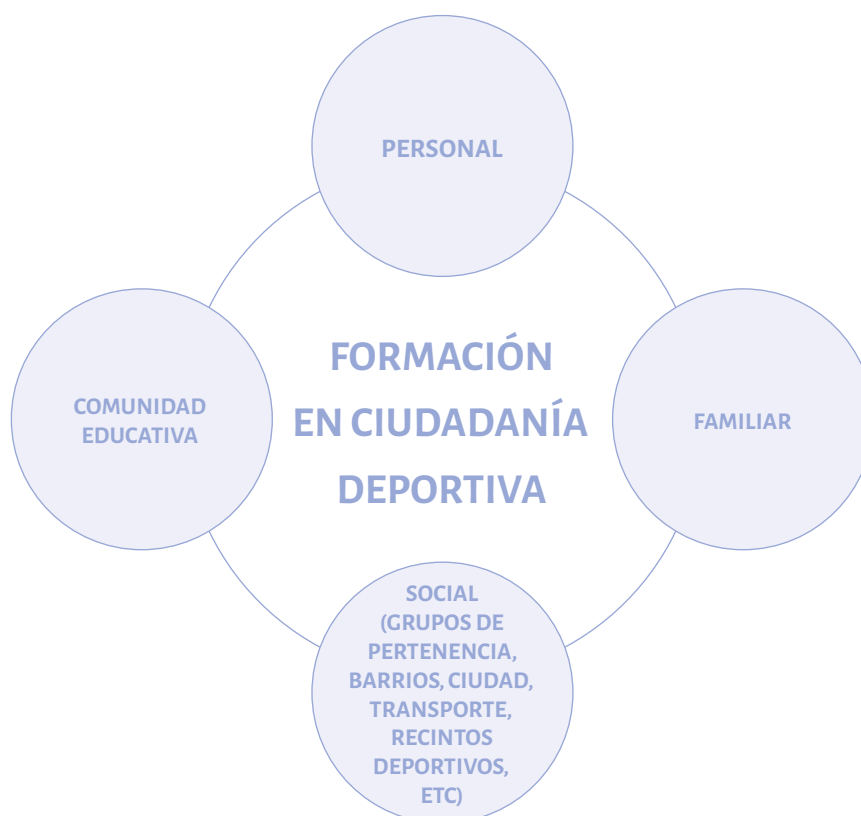 PERSONAL
FORMACIÓN
EN CIUDADANÍA
DEPORTIVA
COMUNIDAD
EDUCATIVA
FAMILIAR
SOCIAL
(GRUPOS DE
PERTENENCIA,
BARRIOS, CIUDAD,
TRANSPORTE,
RECINTOS
DEPORTIVOS,
ETC)